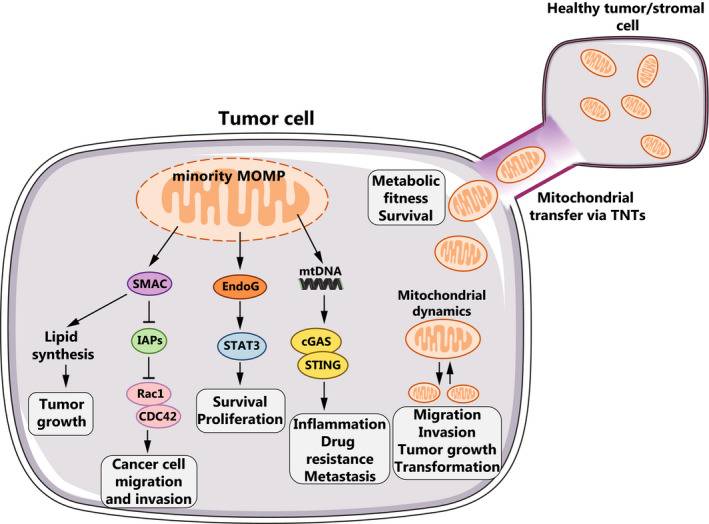 Healthy tumor/stromal
cell
Tumor cell
minority MOMP
Metabolic
fitness
Survival
Mitochondrial
transfer via TNTs
SMAC
EndoG
mtDNA
Mitochondrial
dynamics
Lipid
synthesis
IAPs
STAT3
cGAS
STING
Tumor
growth
Rac1
CDC42
Survival
Proliferation
Inflammation
Drug
resistance
Metastasis
Migration
Invasion
Tumor growth
Transformation
Cancer cell
migration
and invasion